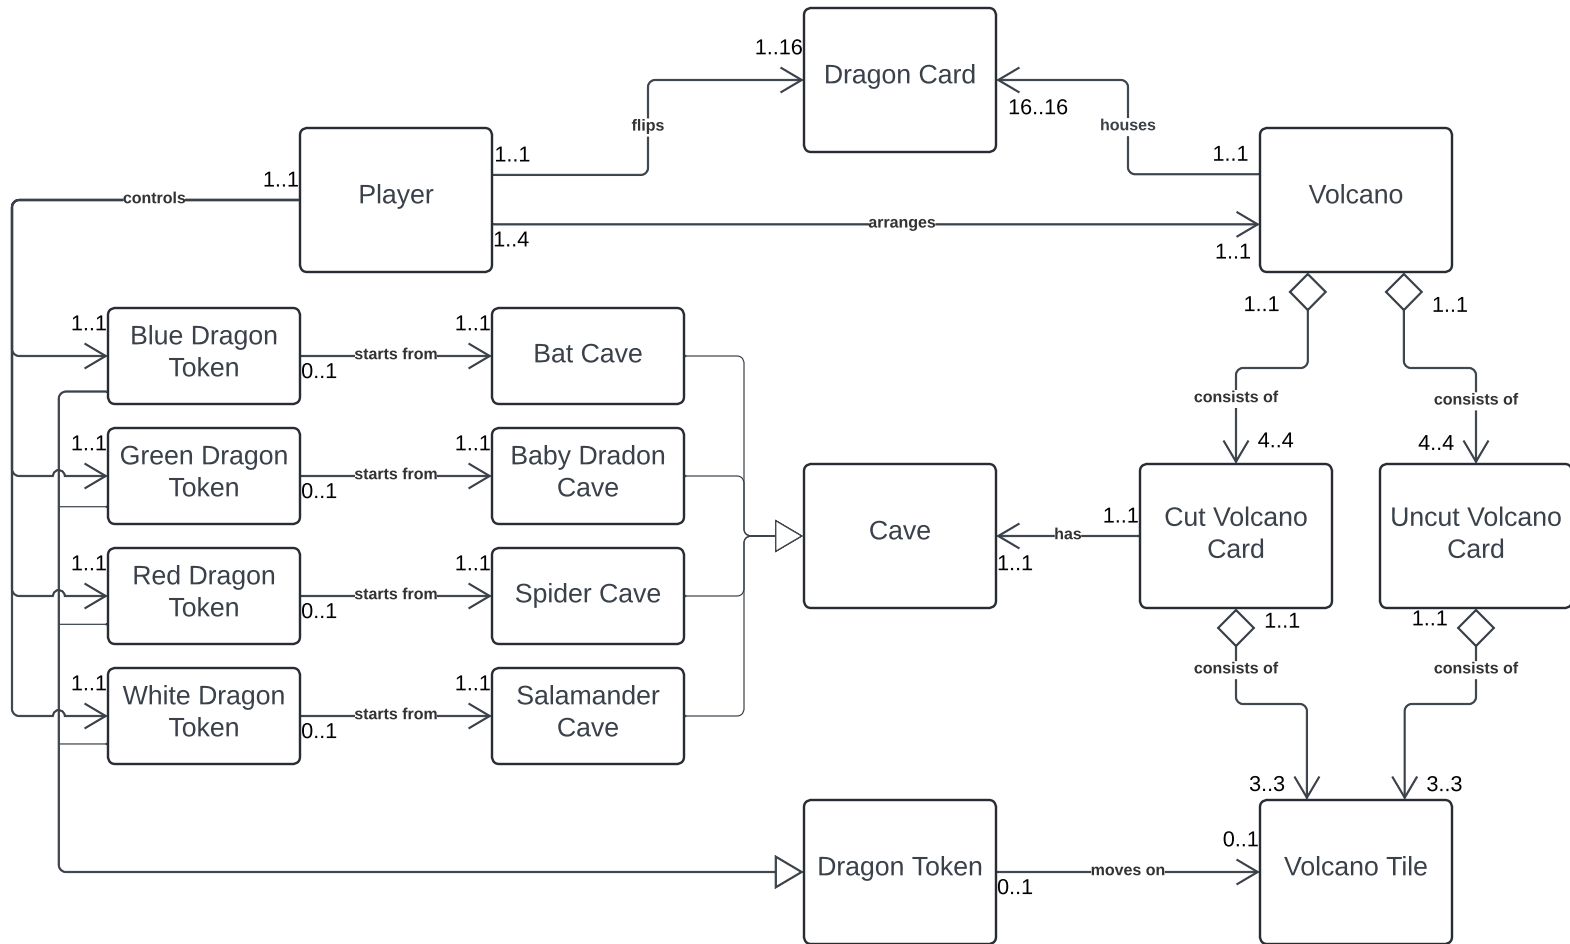 1..16
Dragon Card
16..16
flips
houses
1..1
1..1
1..1
Player
Volcano
controls
arranges
1..4
1..1
1..1
1..1
1..1
Blue Dragon
Token
0..1
starts from
1..1
Bat Cave
consists of
consists of
4..4
4..4
1..1
Green Dragon
Token
0..1
starts from
1..1
Baby Dradon
Cave
Cave
1..1
has
1..1
Cut Volcano
Card
Uncut Volcano
Card
1..1
Red Dragon
Token
0..1
starts from
1..1
Spider Cave
1..1
1..1
consists of
consists of
1..1
White Dragon
Token
0..1
starts from
1..1
Salamander
Cave
3..3
3..3
Dragon Token
0..1
moves on
0..1
Volcano Tile